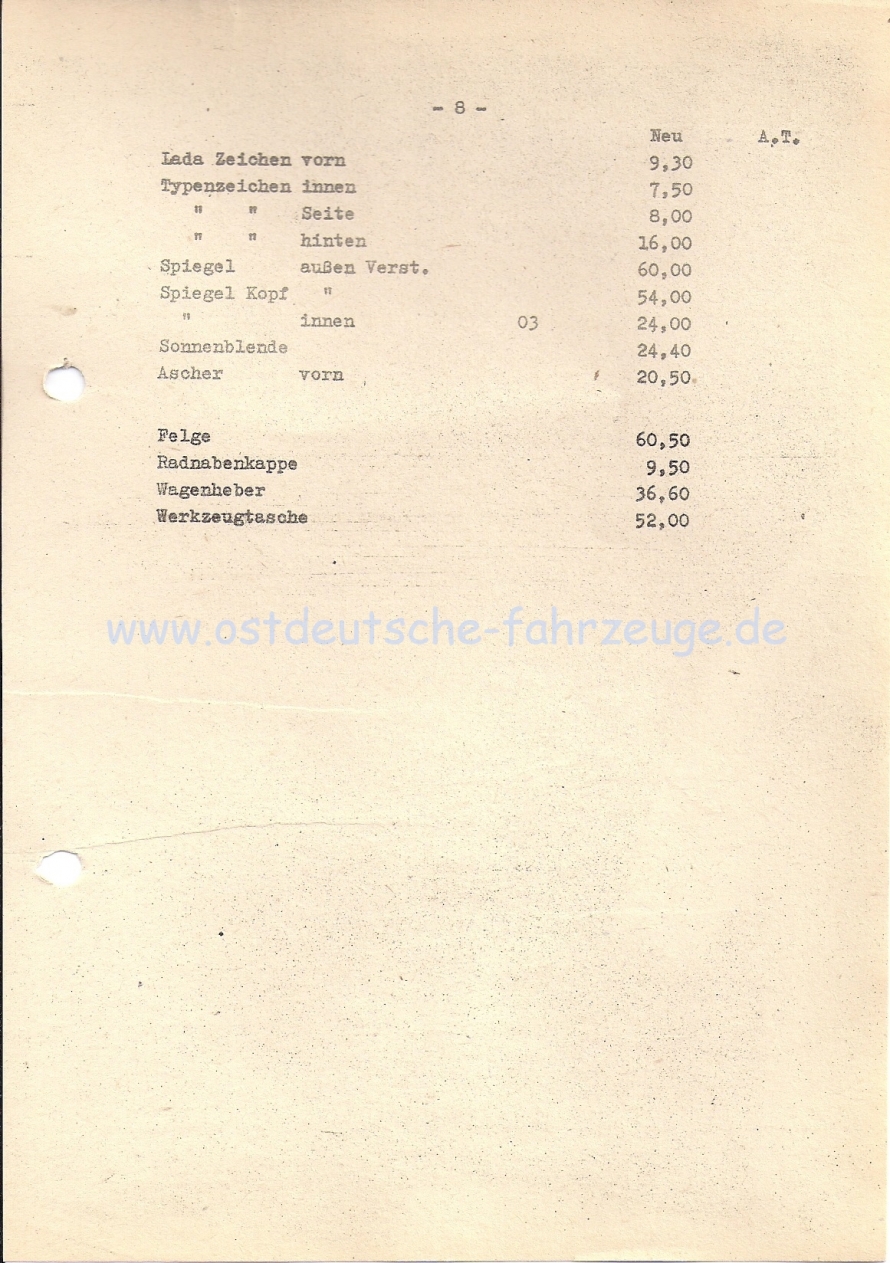 - 8 -
Neu A.T.
Lada Zeichen vorn 9,30
Typenzeichen innen 7,50
" " Seite 8,00
" " hinten 16,00
Spiegel außen Verst. 60,00
Spiegel Kopf " 54,00
" innen 03 24,00
Sonnenblende 24,40
Ascher vorn 20,50
Felge 60,50
Radnabenkappe 9,50
Wagenheber 36,60
Werkzeugtasche 52,00
www.ostdeutsche-fahrzeuge.de